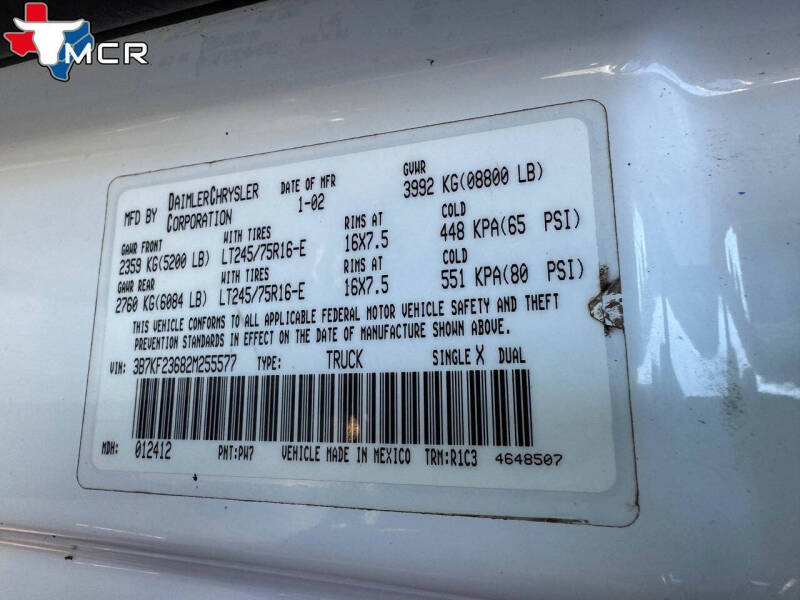 MCR
MFD BY DAIMLERCHRYSLER CORPORATION DATE OF MFR 1-02 GVWR 3992 KG(08800 LB)
GAWR FRONT WITH TIRES RIMS AT COLD
2359 KG(5200 LB) LT245/75R16-E 16X7.5 448 KPA(65 PSI)
GAWR REAR WITH TIRES RIMS AT COLD
2760 KG(6084 LB) LT245/75R16-E 16X7.5 551 KPA(80 PSI)
THIS VEHICLE CONFORMS TO ALL APPLICABLE FEDERAL MOTOR VEHICLE SAFETY AND THEFT
PREVENTION STANDARDS IN EFFECT ON THE DATE OF MANUFACTURE SHOWN ABOVE.
VIN: 3B7KF23682M255577 TYPE: TRUCK SINGLE X DUAL
MDH: 012412 PNT:PW7 VEHICLE MADE IN MEXICO TRM:R1C3 4648507